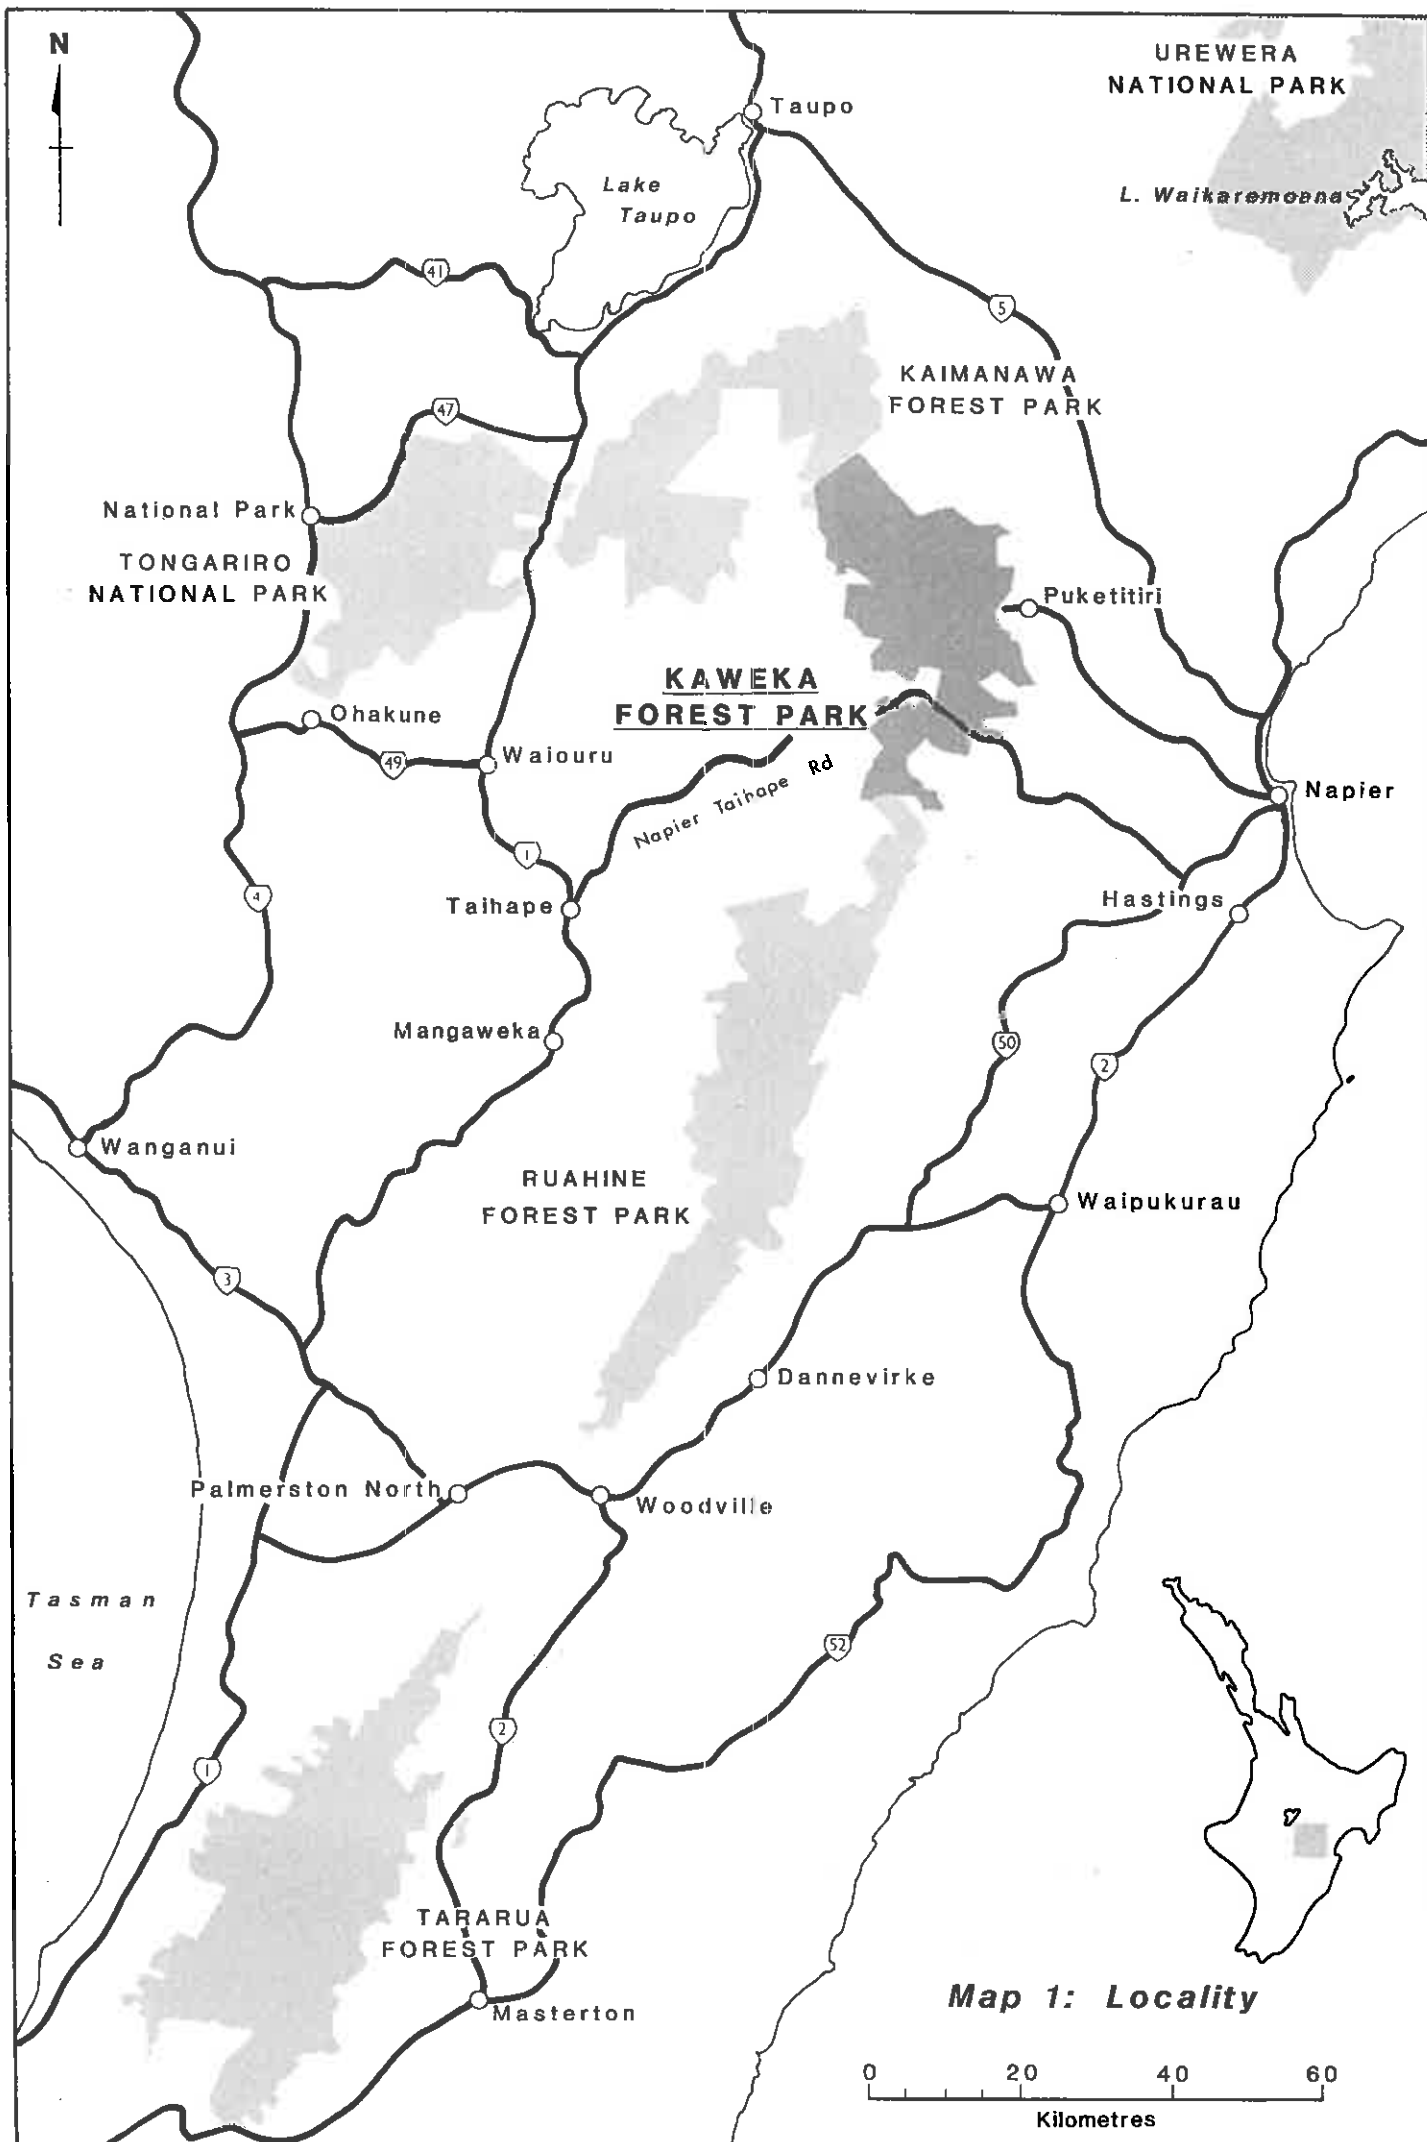 N
UREWERA
NATIONAL PARK
Taupo
Lake
Taupo
L. Waikaremoana
41
5
KAIMANAWA
FOREST PARK
47
National Park
TONGARIRO
NATIONAL PARK
Puketitiri
KAWEKA
FOREST PARK
Ohakune
49
Waiouru
Napier Taihape Rd
Napier
1
4
Taihape
Hastings
Mangaweka
50
2
Wanganui
RUAHINE
FOREST PARK
Waipukurau
3
Dannevirke
Palmerston North
Woodville
Tasman
Sea
52
2
1
TARARUA
FOREST PARK
Masterton
Map 1: Locality
0 20 40 60
Kilometres